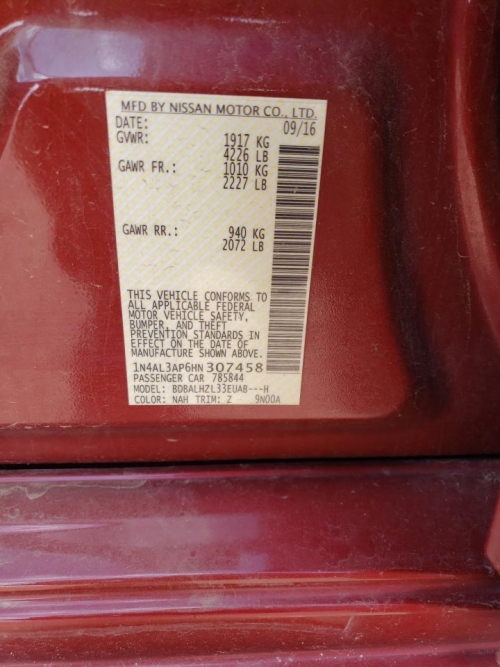 MFD BY NISSAN MOTOR CO., LTD.
DATE: 09/16
GVWR: 1917 KG
4226 LB
GAWR FR.: 1010 KG
2227 LB
GAWR RR.: 940 KG
2072 LB
THIS VEHICLE CONFORMS TO
ALL APPLICABLE FEDERAL
MOTOR VEHICLE SAFETY,
BUMPER, AND THEFT
PREVENTION STANDARDS IN
EFFECT ON THE DATE OF
MANUFACTURE SHOWN ABOVE.
1N4AL3AP6HN307458
PASSENGER CAR 785844
MODEL: BDBALHZL33EUAB---H
COLOR: NAH TRIM: Z 9N00A